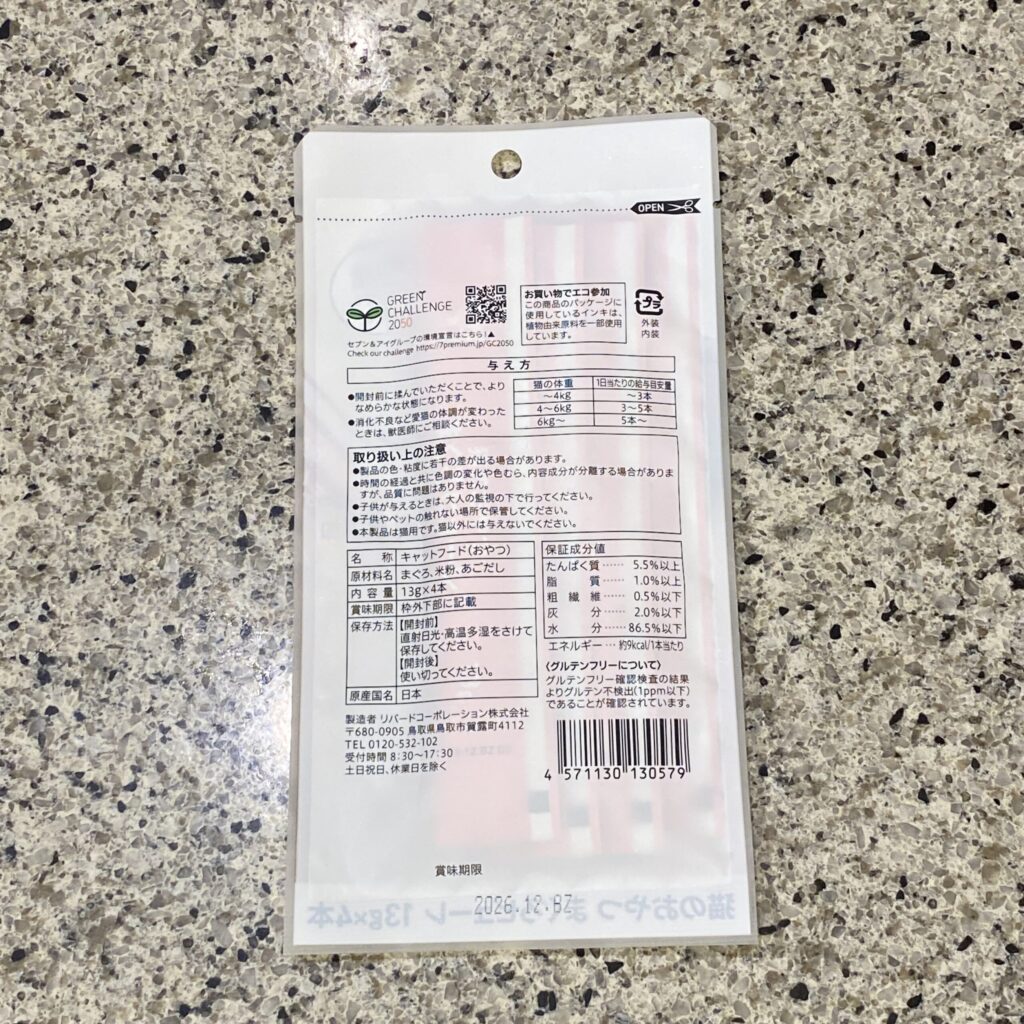 OPEN
GREEN
CHALLENGE
2050
セブン&アイグループの環境宣言はこちら!▲
Check our challenge https://7premium.jp/GC2050
お買い物でエコ参加
この商品のパッケージに
使用しているインキは、
植物由来原料を一部使用
しています。
プラ
外装
内装
与え方
●開封前に揉んでいただくことで、より
なめらかな状態になります。
●消化不良など愛猫の体調が変わった
ときは、獣医師にご相談ください。
猫の体重 1日当たりの給与目安量
〜4kg 〜3本
4〜6kg 3〜5本
6kg〜 5本〜
取り扱い上の注意
●製品の色・粘度に若干の差が出る場合があります。
●時間の経過と共に色調の変化や色むら、内容成分が分離する場合がありま
すが、品質に問題はありません。
●子供が与えるときは、大人の監視の下で行ってください。
●子供やペットの触れない場所で保管してください。
●本製品は猫用です。猫以外には与えないでください。
名称 キャットフード(おやつ)
原材料名 まぐろ、米粉、あごだし
内容量 13g×4本
賞味期限 枠外下部に記載
保存方法 【開封前】
直射日光・高温多湿をさけて
保存してください。
【開封後】
使い切ってください。
原産国名 日本
保証成分値
たんぱく質…… 5.5%以上
脂質…… 1.0%以上
粗繊維…… 0.5%以下
灰分…… 2.0%以下
水分…… 86.5%以下
エネルギー… 約9kcal/1本当たり
〈グルテンフリーについて〉
グルテンフリー確認検査の結果
よりグルテン不検出(1ppm以下)
であることが確認されています。
製造者 リバードコーポレーション株式会社
〒680-0905 鳥取県鳥取市賀露町4112
TEL 0120-532-102
受付時間 8:30〜17:30
土日祝日、休業日を除く
4 571130 130579
賞味期限
2026.12.BZ
猫のおやつ まぐろピューレ 13g×4本